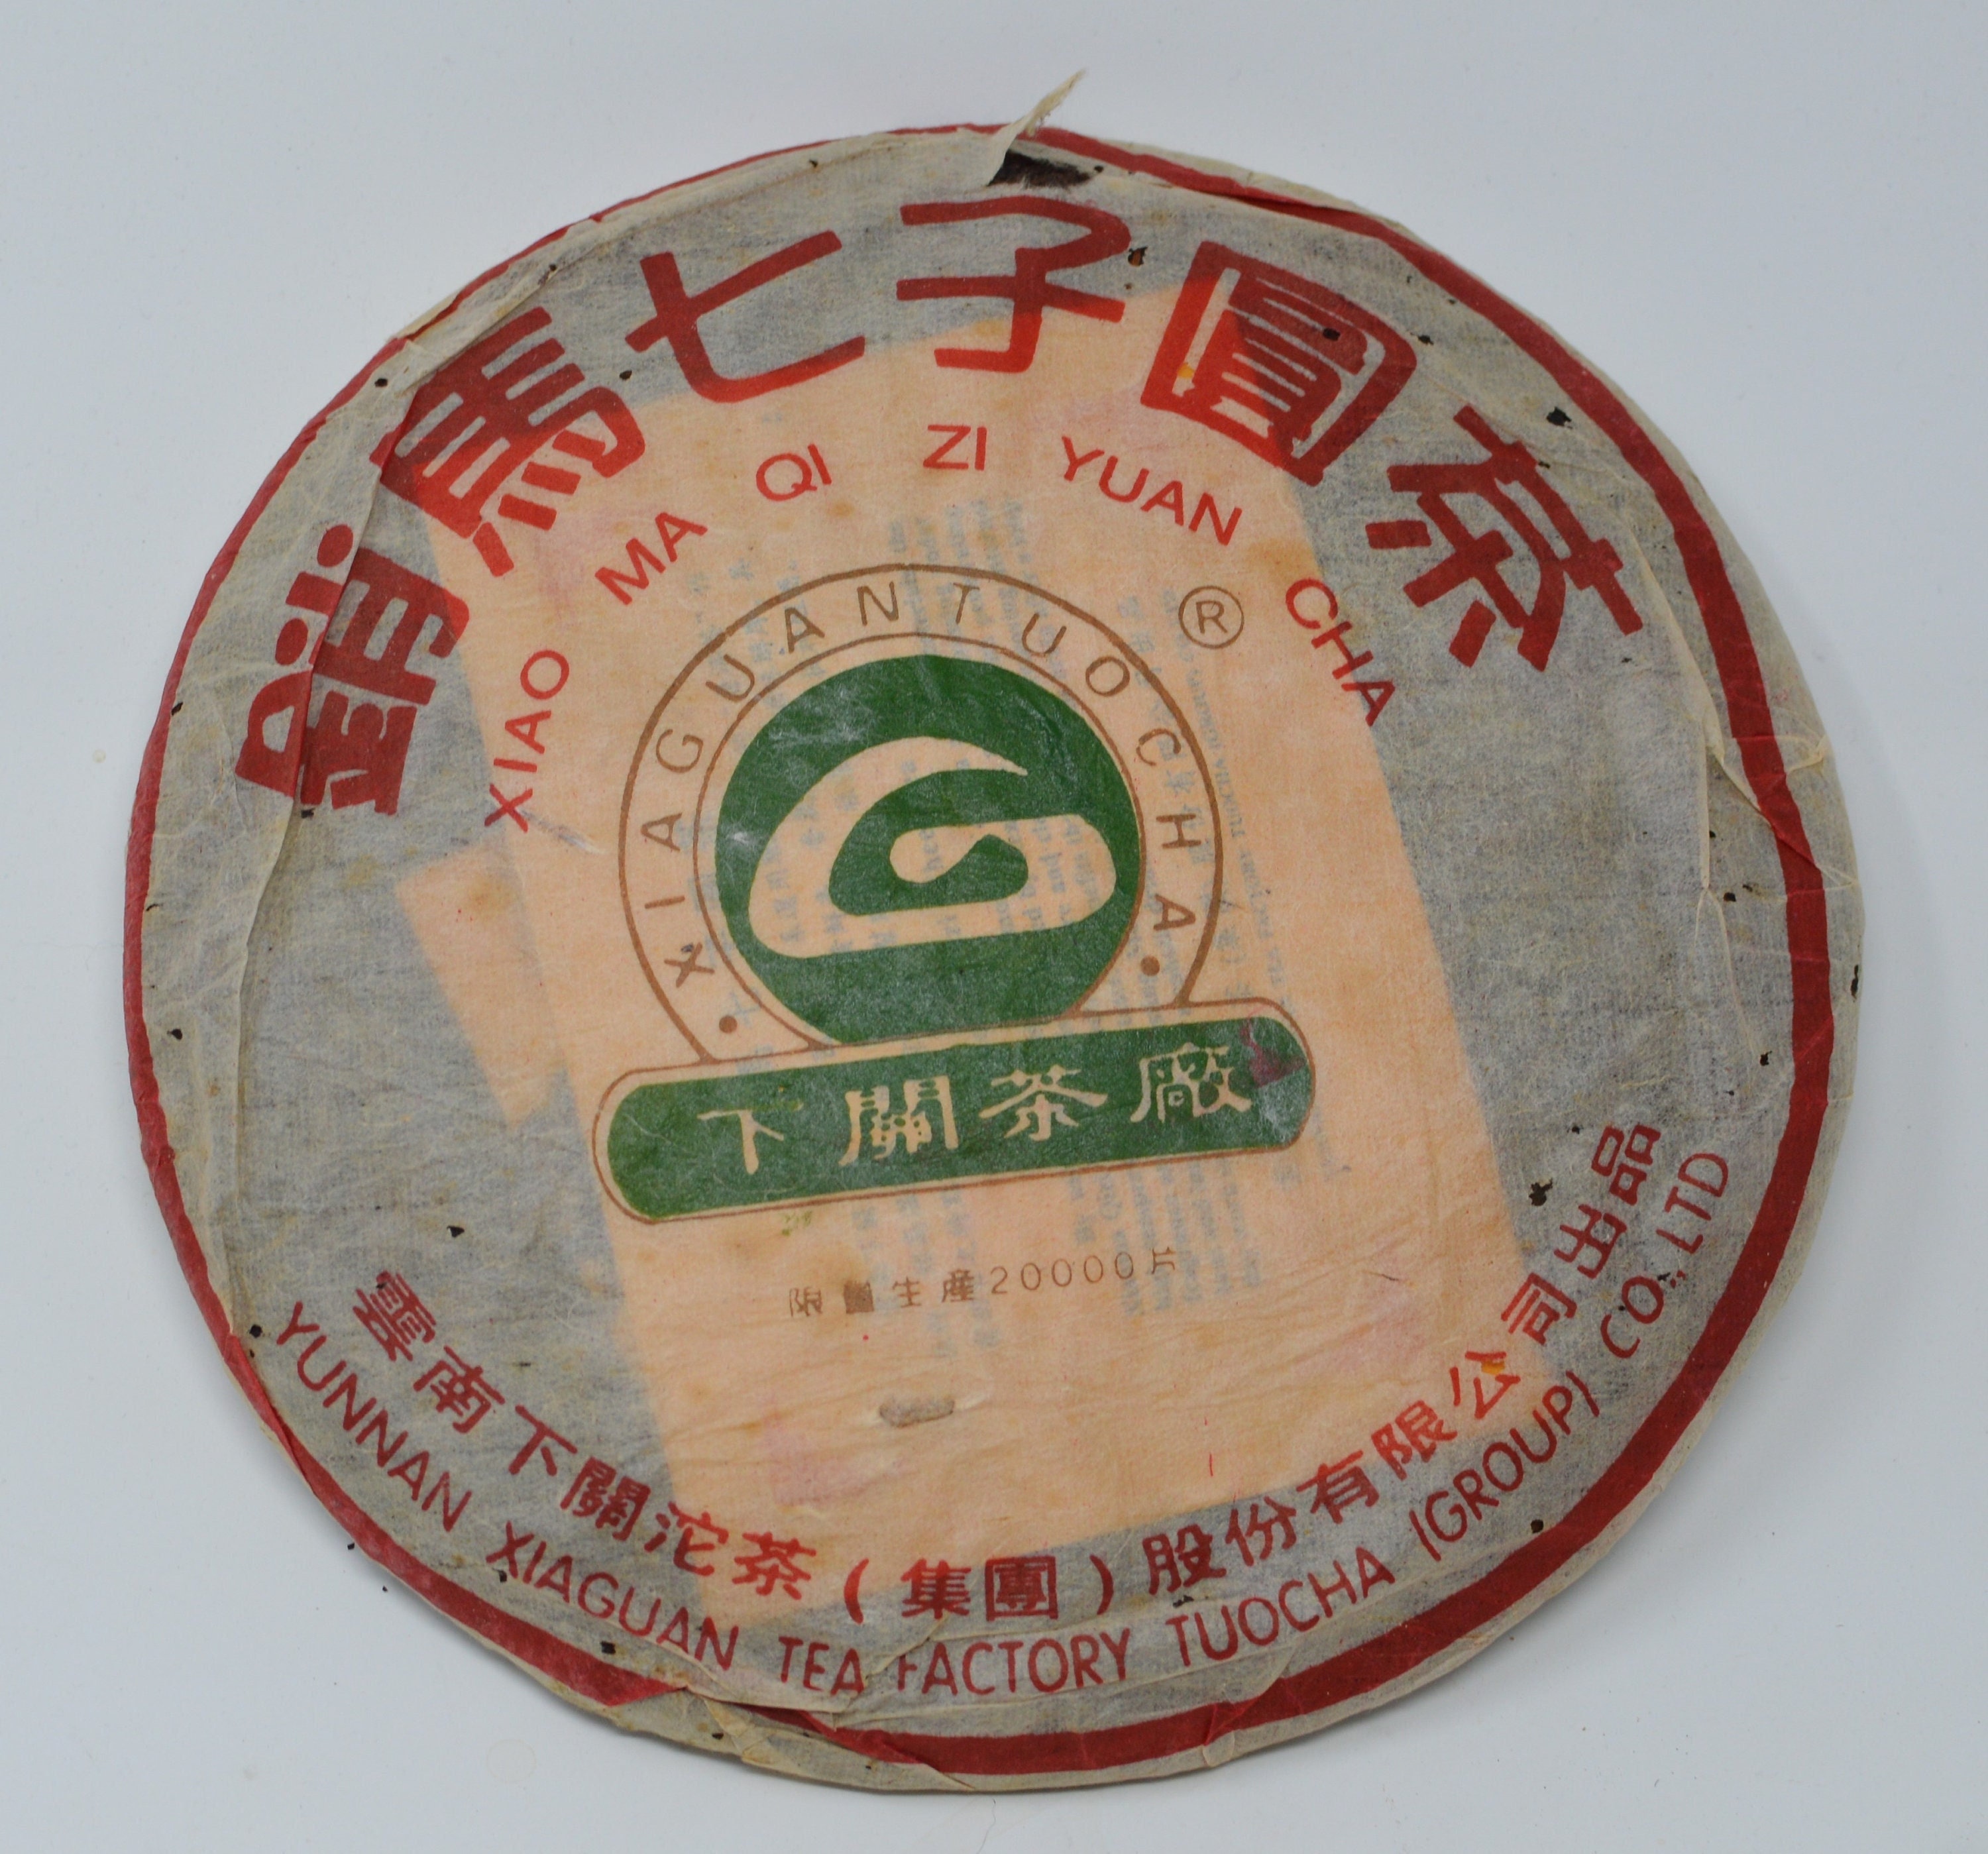 銷馬七子圓茶
XIAO MA QI ZI YUAN CHA
XIAGUANTUOCHA
®
下關茶廠
限量生產20000片
雲南下關沱茶(集團)股份有限公司出品
YUNNAN XIAGUAN TEA FACTORY TUOCHA (GROUP) CO., LTD